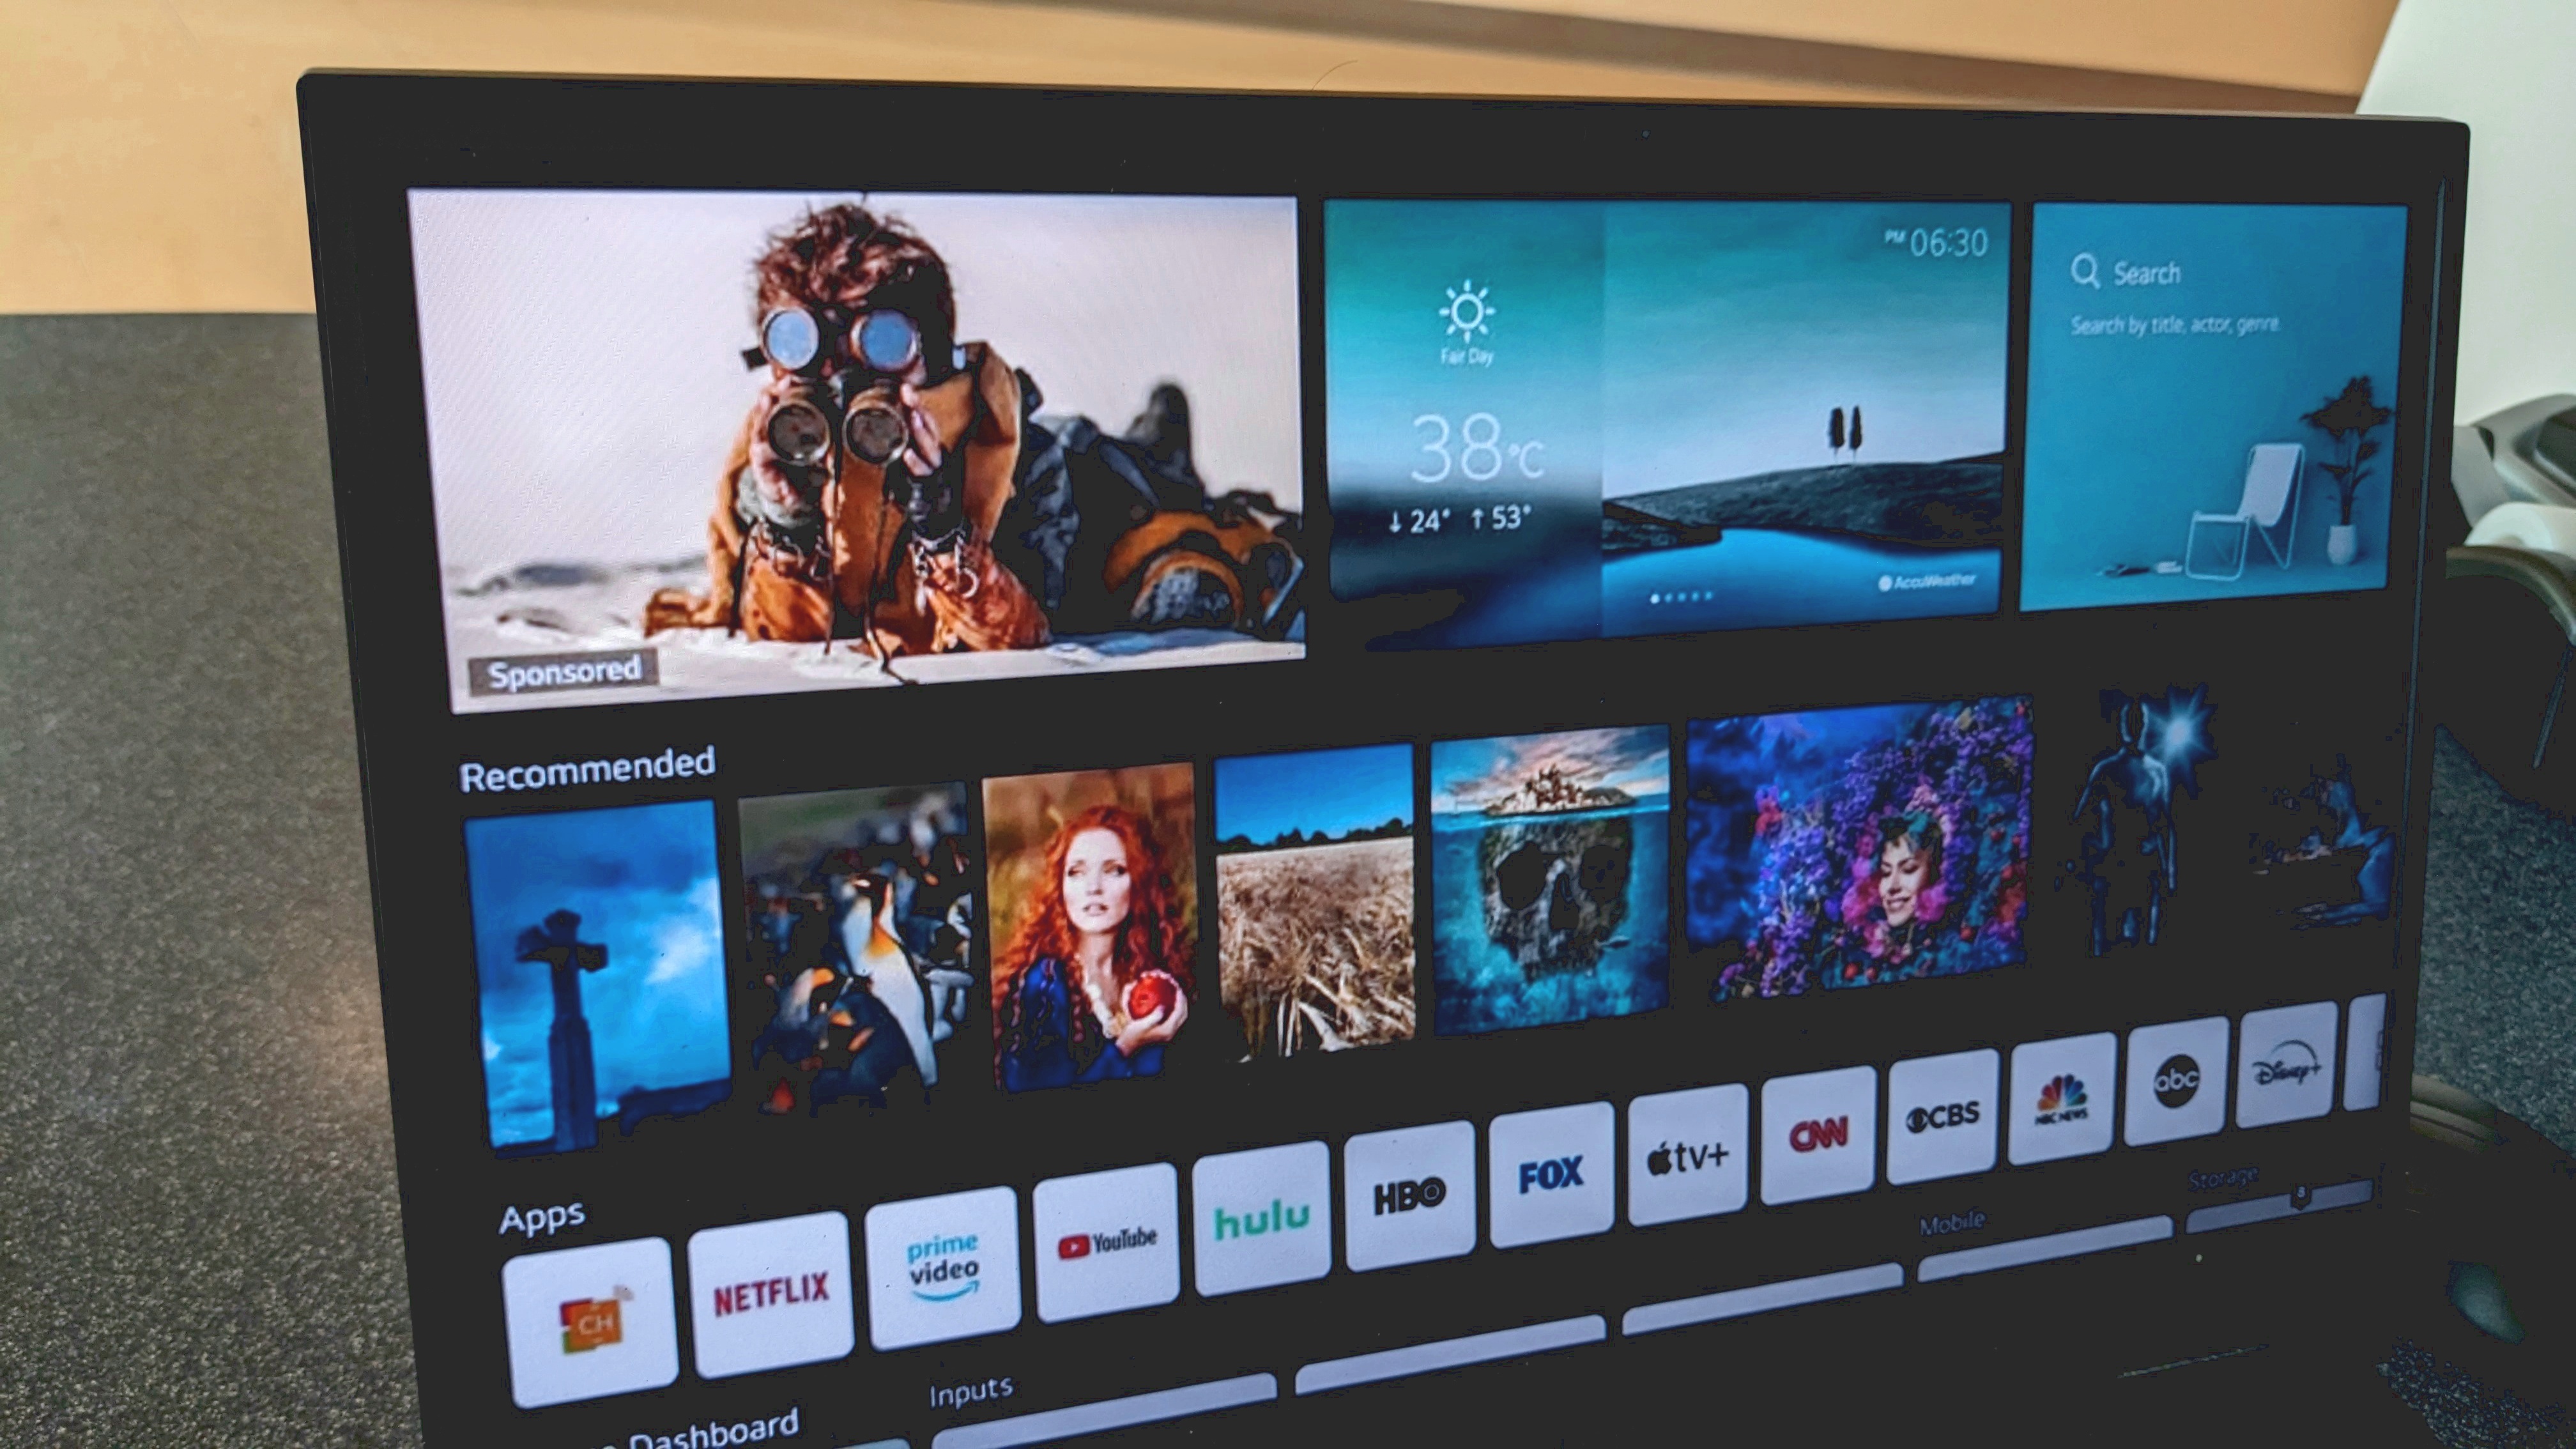 PM 06:30
Fair Day
38°C
↓ 24° ↑ 53°
AccuWeather
Search
Search by title, actor, genre
Sponsored
Recommended
Apps
CH
NETFLIX
prime
video
YouTube
hulu
HBO
FOX
tv+
CNN
CBS
NBC NEWS
abc
Disney+
Dashboard
Inputs
Mobile
Storage
8